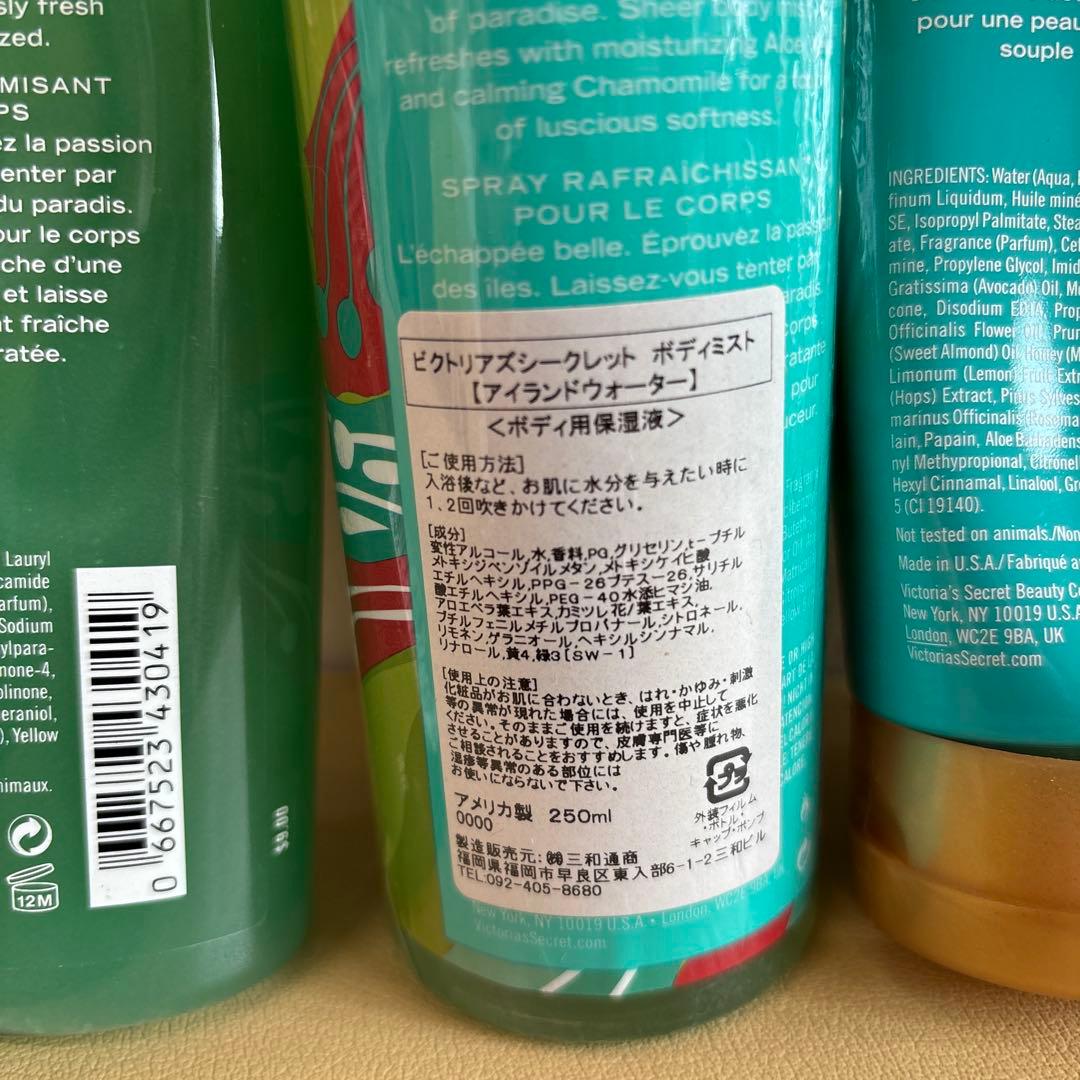 sly fresh
zed.
MISANT
PS
ez la passion
enter par
du paradis.
our le corps
che d'une
et laisse
nt fraîche
ratée.
Lauryl
camide
arfum),
Sodium
ylpara-
none-4,
olinone,
eraniol,
), Yellow
nimaux.
12M
0 667523 430419
$9.00
of paradise. Sheer body mis
refreshes with moisturizing Aloe Ve
and calming Chamomile for a to
of luscious softness.
SPRAY RAFRAÎCHISSANT
POUR LE CORPS
L'échappée belle. Éprouvez la passion
des îles. Laissez-vous tenter par
aradis.
corps
ratante
pour
uceur.
ビクトリアズシークレット ボディミスト
【アイランドウォーター】
<ボディ用保湿液>
[ご使用方法]
入浴後など、お肌に水分を与えたい時に
1、2回吹きかけてください。
[成分]
変性アルコール,水,香料,PG,グリセリン,t-ブチル
メトキシジベンゾイルメタン,メトキシケイヒ酸
エチルヘキシル,PPG-26ブテス-26,サリチル
酸エチルヘキシル,PEG-40水添ヒマシ油,
アロエベラ葉エキス,カミツレ花/葉エキス,
ブチルフェニルメチルプロパナール,シトロネール,
リモネン,ゲラニオール,ヘキシルシンナマル,
リナロール,黄4,緑3[SW-1]
[使用上の注意]
化粧品がお肌に合わないとき、はれ・かゆみ・刺激
等の異常が現れた場合には、使用を中止して
ください。そのままご使用を続けますと、症状を悪化
させることがありますので、皮膚専門医等に
ご相談されることをおすすめします。傷や腫れ物、
湿疹等異常のある部位には
お使いにならないで下さい。
プラ
外装フィルム
・ボトル・
キャップ・ポンプ
アメリカ製 250ml
0000
製造販売元:㈱三和通商
福岡県福岡市早良区東入部6-1-2三和ビル
TEL:092-405-8680
New York, NY 10019 U.S.A. • London, WC2E 9BA, UK
VictoriasSecret.com
pour une peau
souple
INGREDIENTS: Water (Aqua,
finum Liquidum, Huile miné
SE, Isopropyl Palmitate, Stea
ate, Fragrance (Parfum), Cet
mine, Propylene Glycol, Imid
Gratissima (Avocado) Oil, Mu
cone, Disodium EDTA, Prop
Officinalis Flower Oil, Prun
(Sweet Almond) Oil, Honey (M
Limonum (Lemon) Fruit Extr
(Hops) Extract, Pinus Sylves
marinus Officinalis (Rosema
lain, Papain, Aloe Barbadens
nyl Methypropional, Citronell
Hexyl Cinnamal, Linalool, Gr
5 (CI 19140).
Not tested on animals./Non
Made in U.S.A./Fabriqué a
Victoria's Secret Beauty Co
New York, NY 10019 U.S.A
London, WC2E 9BA, UK
VictoriasSecret.com